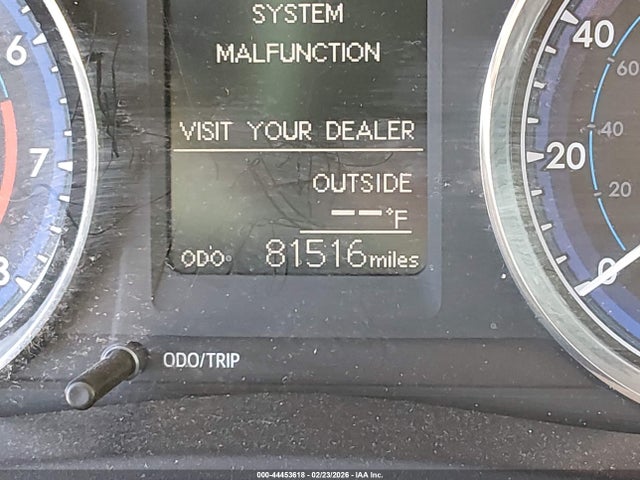 SYSTEM
MALFUNCTION
VISIT YOUR DEALER
OUTSIDE
-- °F
ODO 81516 miles
ODO/TRIP
6
7
8
40
60
40
20
20
0
000-44453618 - 02/23/2026 - IAA Inc.